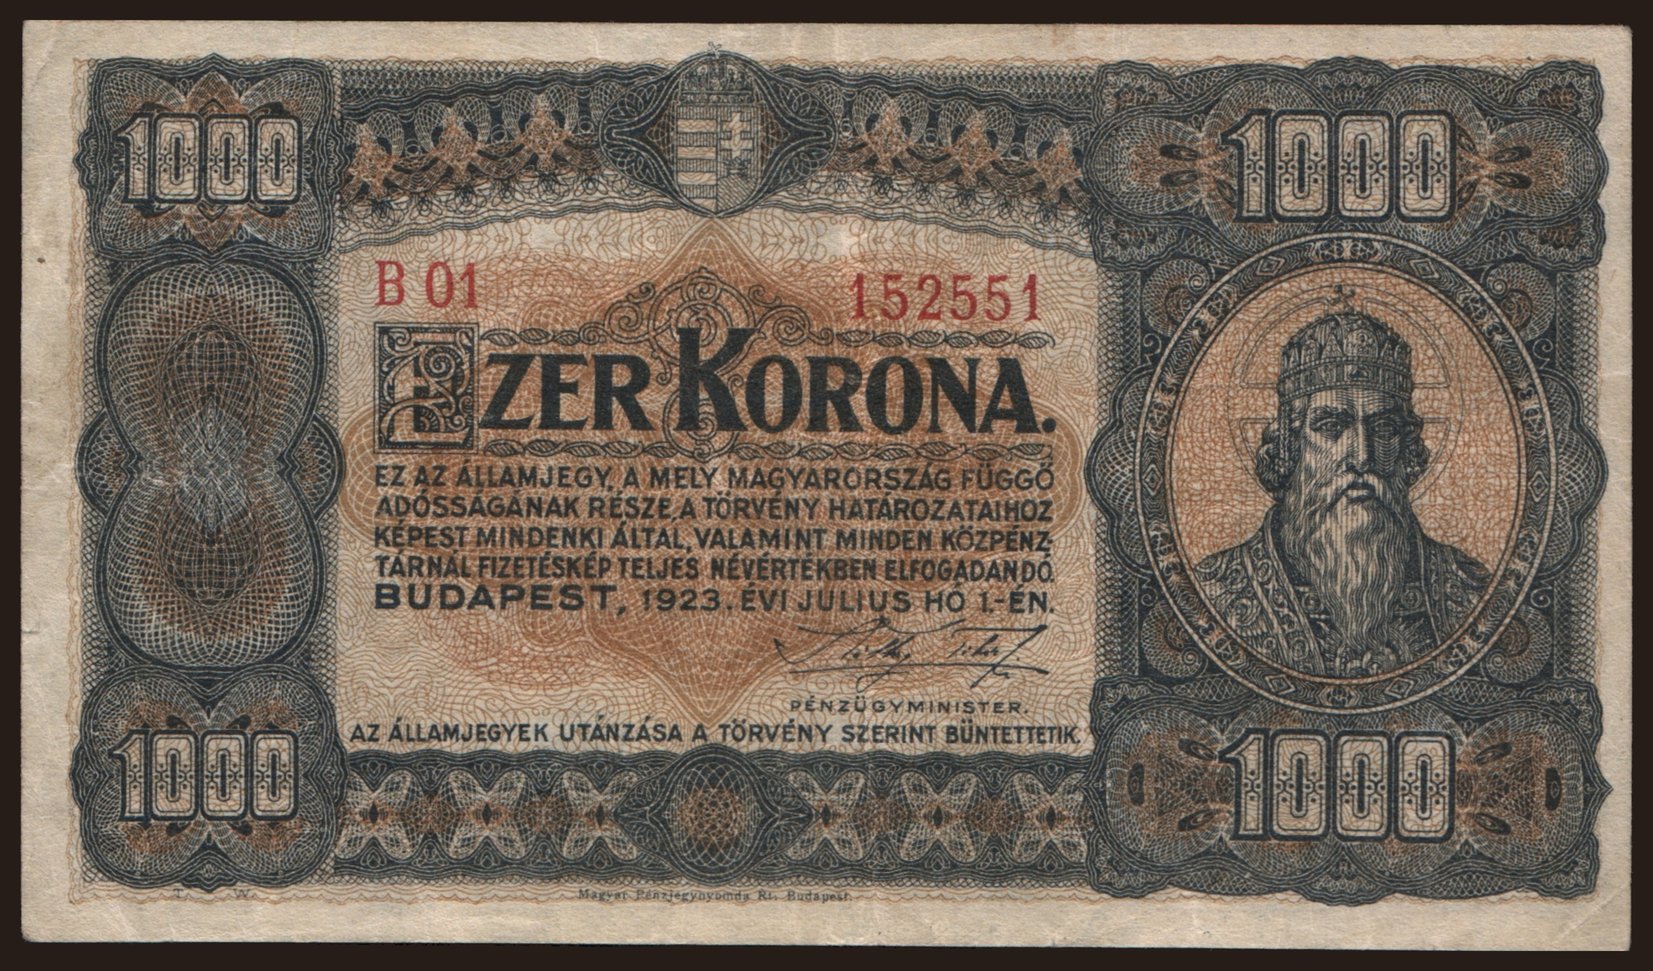 1000 1000
B 01 152551
EZER KORONA.
EZ AZ ÁLLAMJEGY, A MELY MAGYARORSZÁG FÜGGŐ
ADÓSSÁGÁNAK RÉSZE, A TÖRVÉNY HATÁROZATAIHOZ
KÉPEST MINDENKI ÁLTAL, VALAMINT MINDEN KÖZPÉNZ-
TÁRNÁL FIZETÉSKÉP TELJES NÉVÉRTÉKBEN ELFOGADANDÓ.
BUDAPEST, 1923. ÉVI JULIUS HÓ 1.-ÉN.
PÉNZÜGYMINISTER.
AZ ÁLLAMJEGYEK UTÁNZÁSA A TÖRVÉNY SZERINT BÜNTETTETIK.
1000 1000
T. W. Magyar Pénzjegynyomda Rt. Budapest.